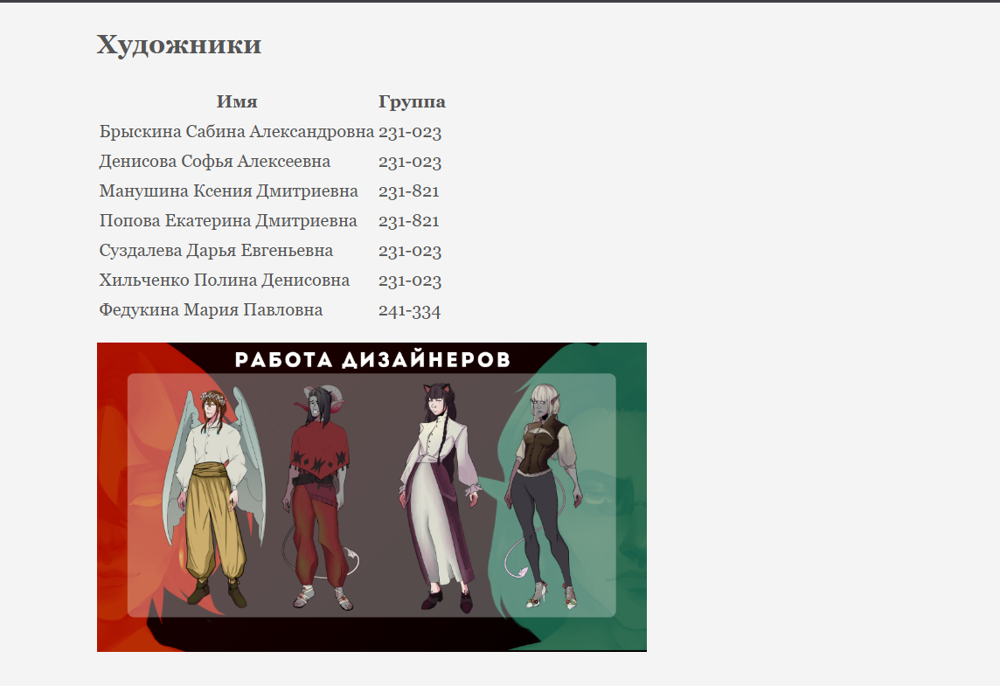 Художники
Имя Группа
Брыскина Сабина Александровна 231-023
Денисова Софья Алексеевна 231-023
Манушина Ксения Дмитриевна 231-821
Попова Екатерина Дмитриевна 231-821
Суздалева Дарья Евгеньевна 231-023
Хильченко Полина Денисовна 231-023
Федукина Мария Павловна 241-334
РАБОТА ДИЗАЙНЕРОВ